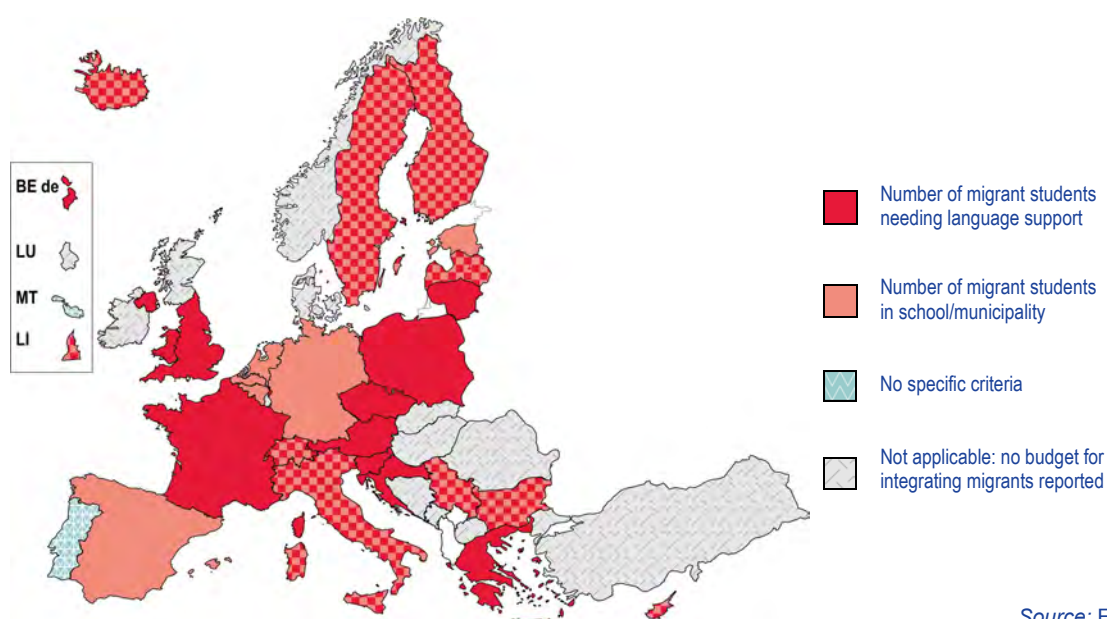 BE de
LU
MT
LI
Number of migrant students
needing language support
Number of migrant students
in school/municipality
No specific criteria
Not applicable: no budget for
integrating migrants reported
Source: E